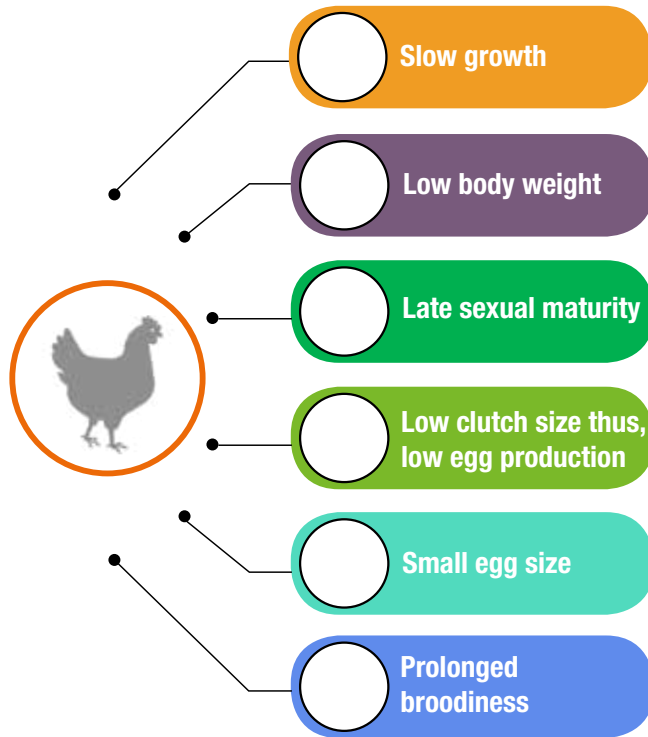 Slow growth
Low body weight
Late sexual maturity
Low clutch size thus,
low egg production
Small egg size
Prolonged
broodiness